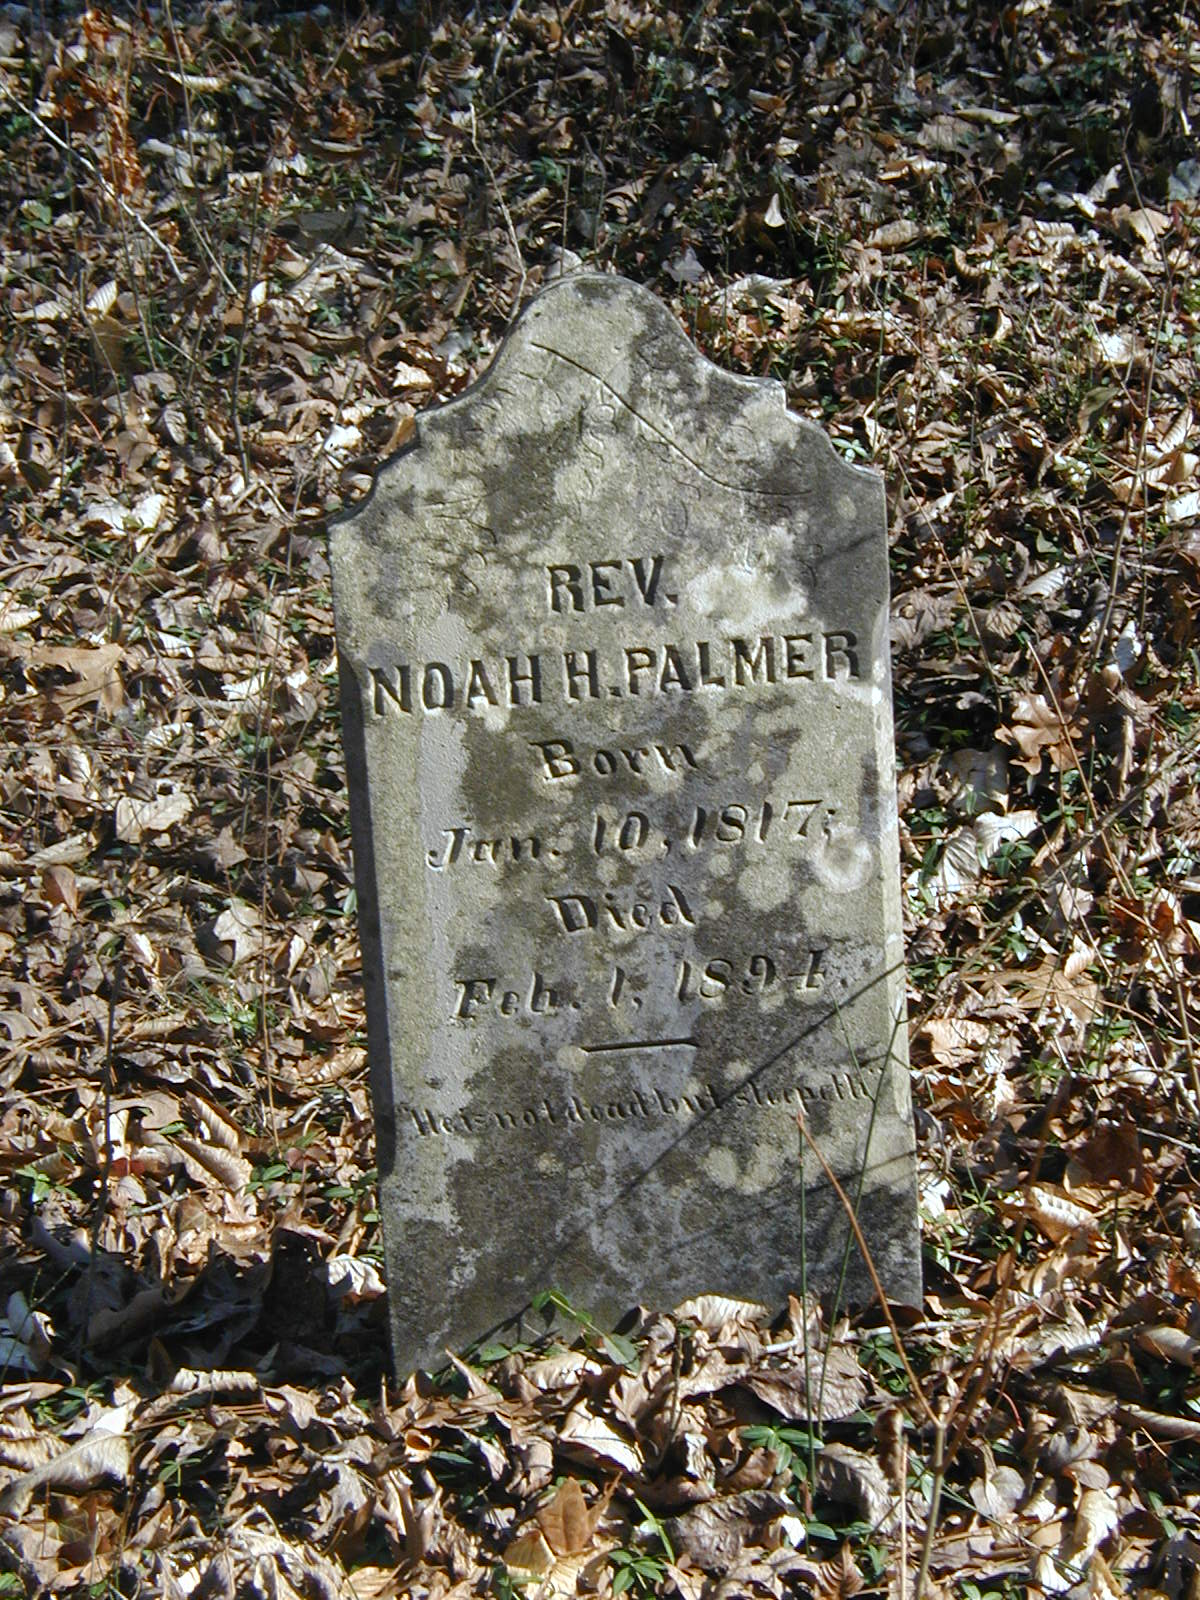 REV.
NOAH H. PALMER
Born
Jan. 10, 1817;
Died
Feb. 1, 1894.
"He is not dead but sleepeth"